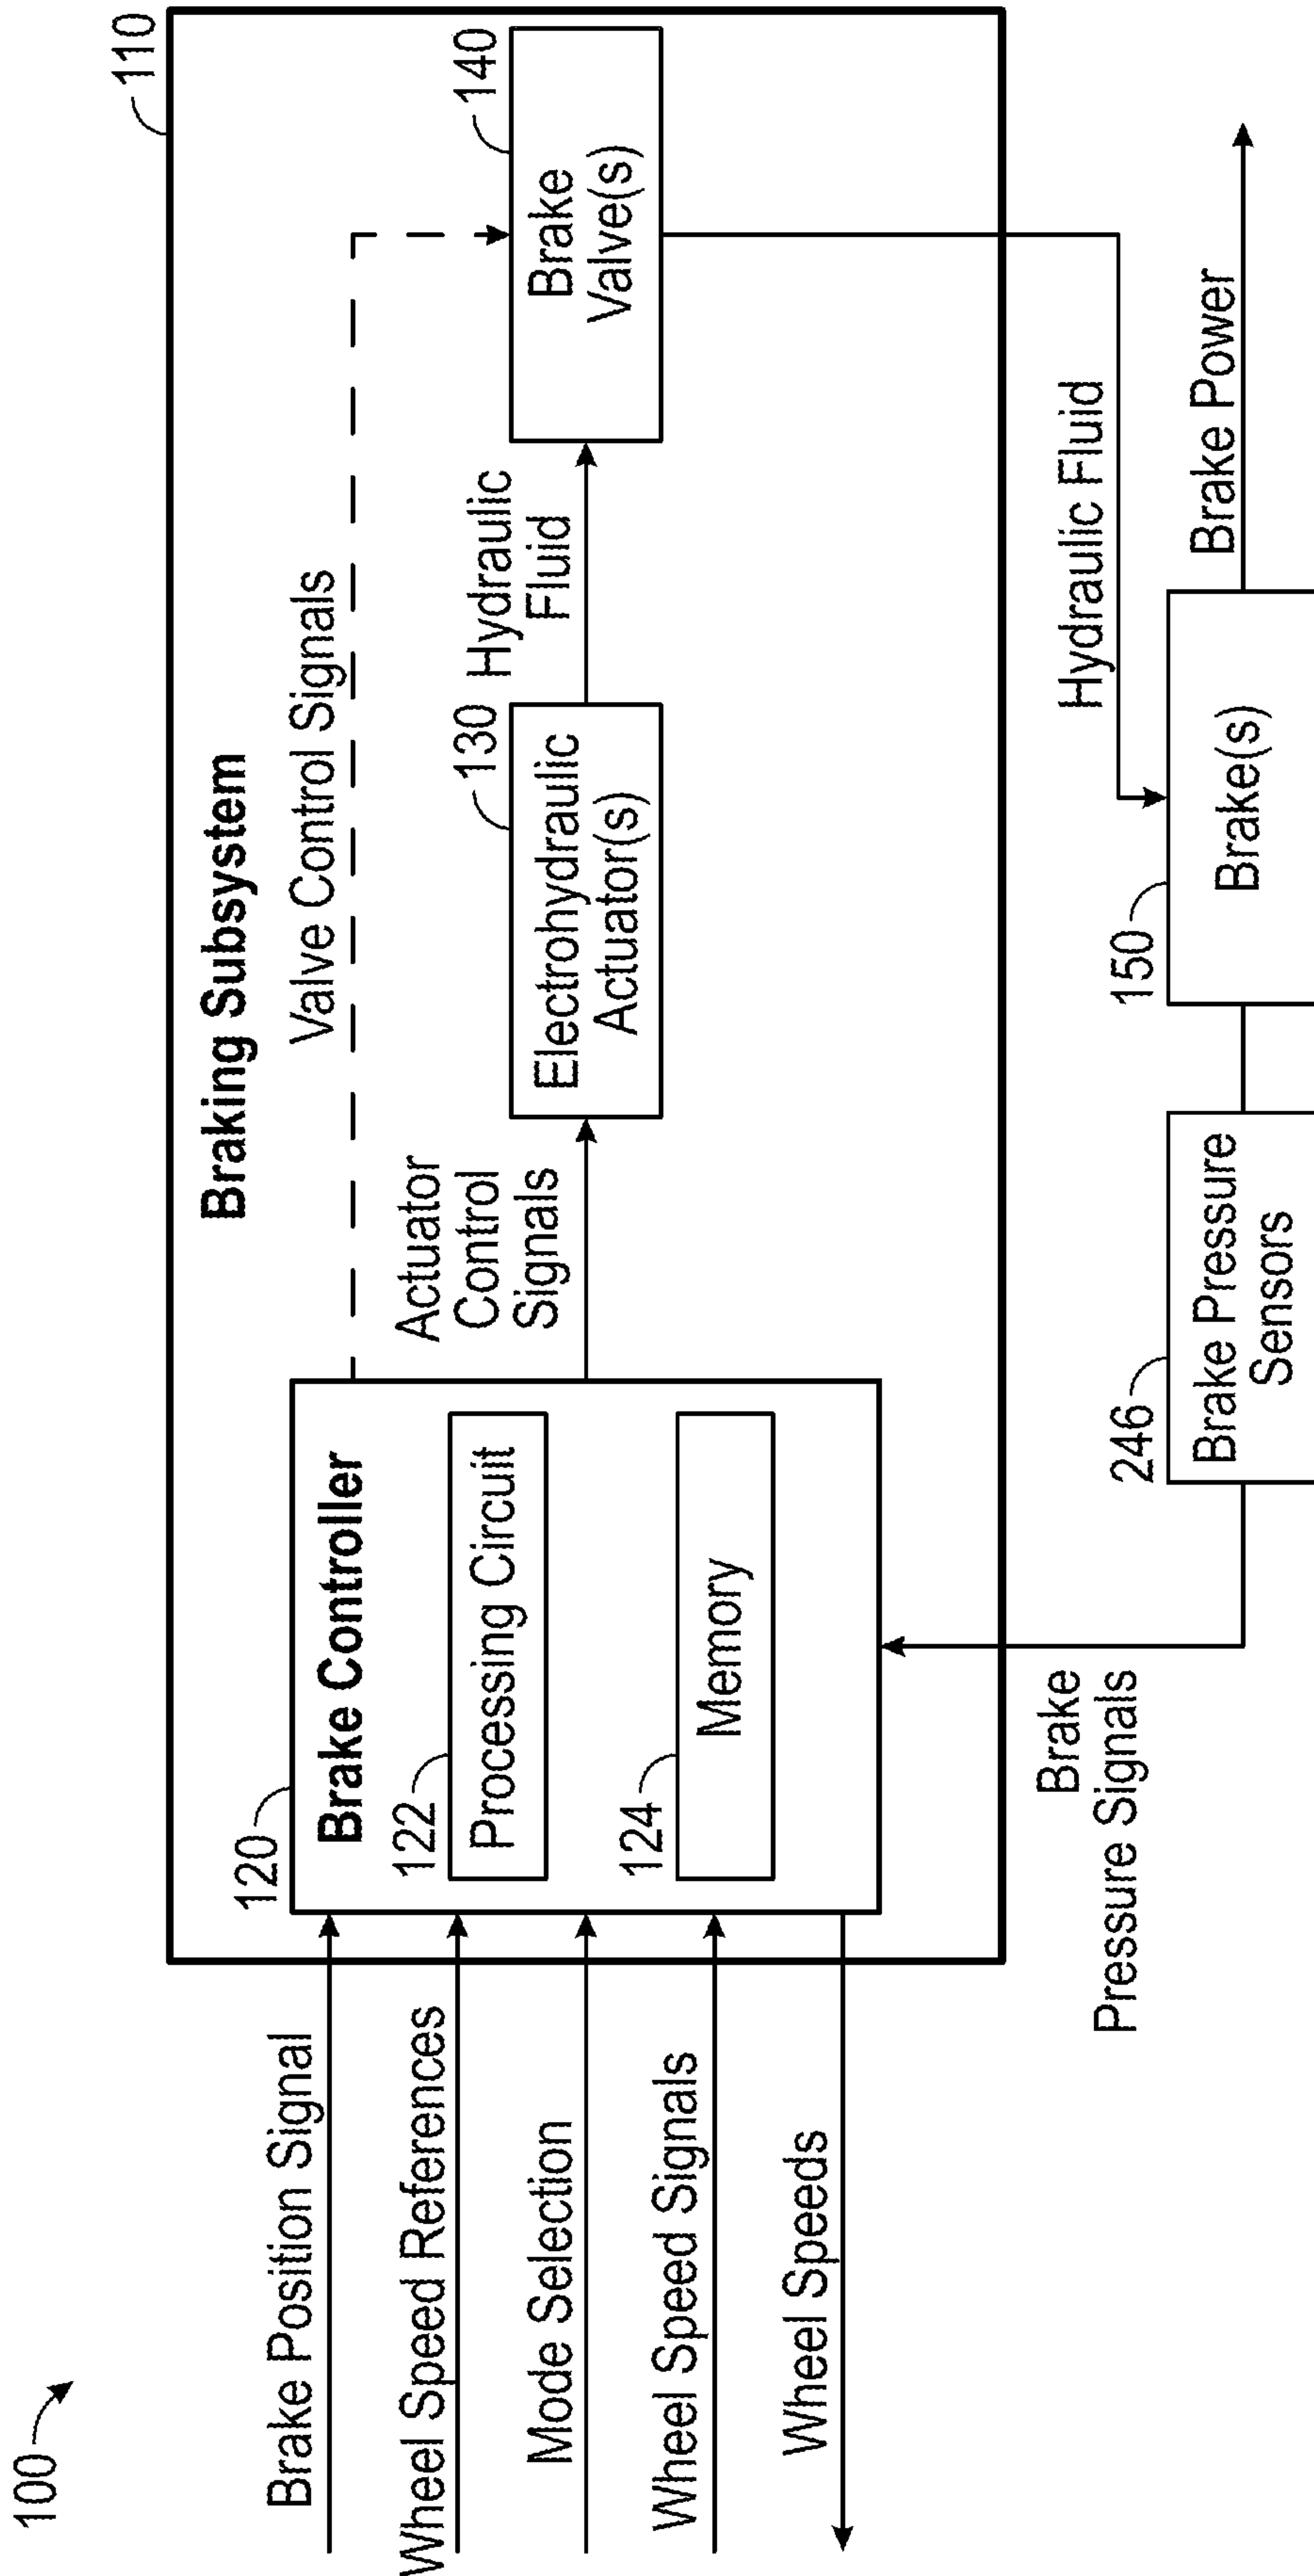 100
110
Braking Subsystem
120
Brake Controller
122
Processing Circuit
124
Memory
Brake Position Signal
Wheel Speed References
Mode Selection
Wheel Speed Signals
Wheel Speeds
Valve Control Signals
Actuator
Control
Signals
130
Electrohydraulic
Actuator(s)
Hydraulic
Fluid
140
Brake
Valve(s)
Brake
Pressure Signals
246
Brake Pressure
Sensors
150
Brake(s)
Hydraulic Fluid
Brake Power